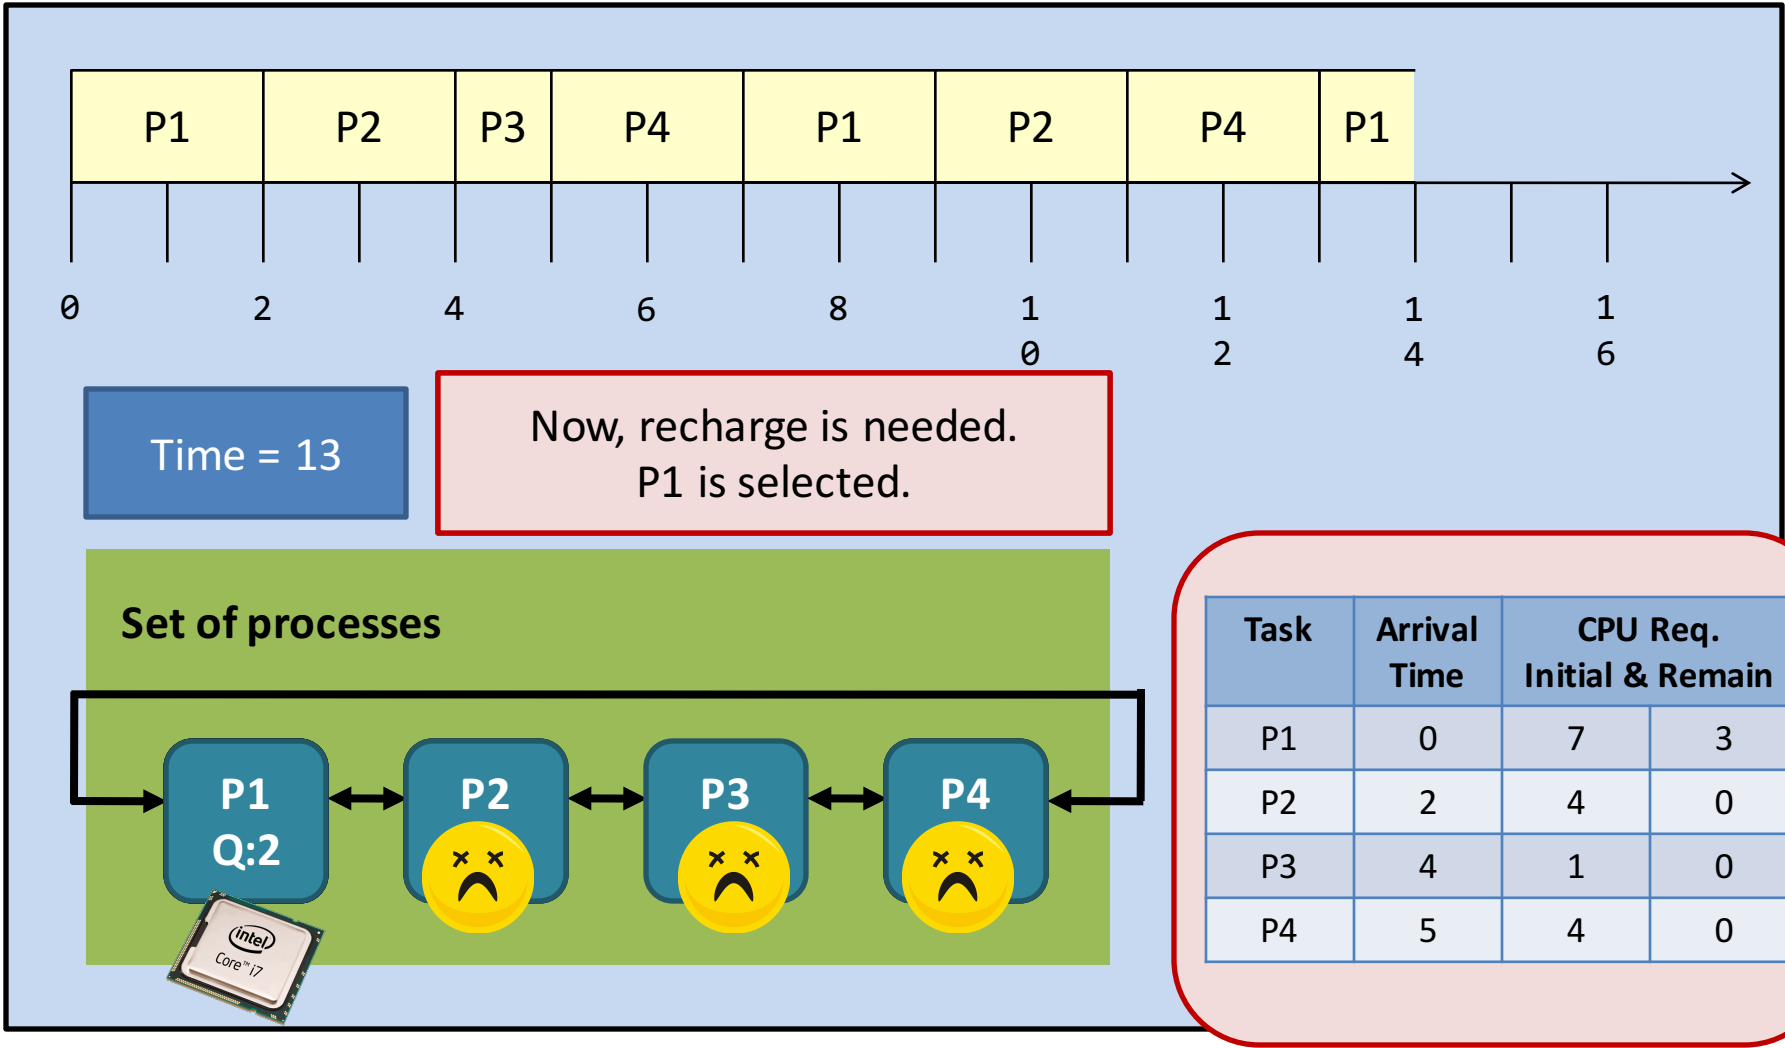 P1 P2 P3 P4 P1 P2 P4 P1
0 2 4 6 8 1 1 1 1
0 2 4 6
Time = 13
Now, recharge is needed.
P1 is selected.
Set of processes
P1 P2 P3 P4
Q:2
intel
Core™ i7
Task Arrival CPU Req.
Time Initial & Remain
P1 0 7 3
P2 2 4 0
P3 4 1 0
P4 5 4 0